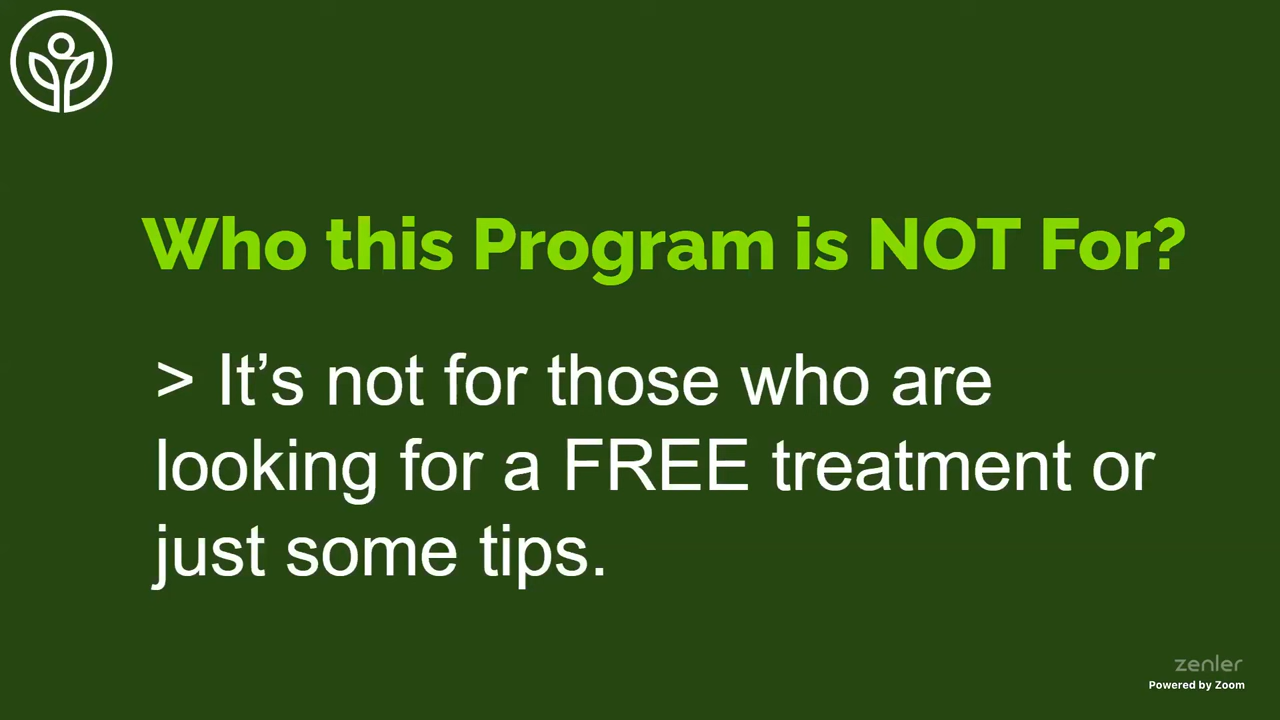 Who this Program is NOT For?
> It’s not for those who are
looking for a FREE treatment or
just some tips.
zenler
Powered by Zoom